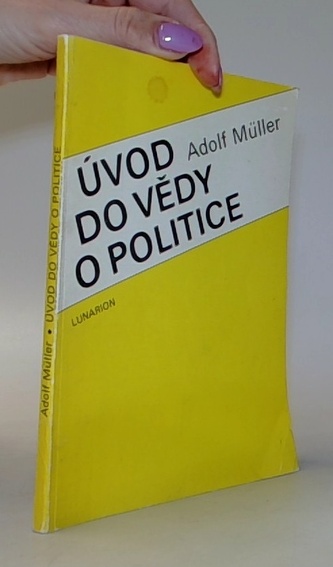 Adolf Müller
ÚVOD
DO VĚDY
O POLITICE
LUNARION
Adolf Müller • ÚVOD DO VĚDY O POLITICE